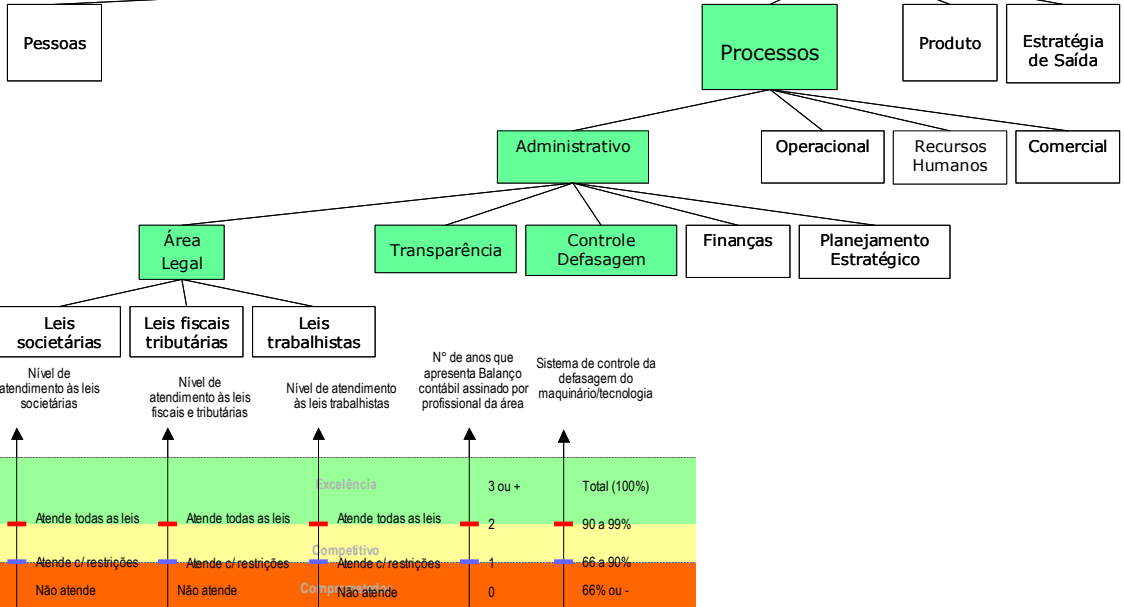 Pessoas
Processos
Produto
Estratégia
de Saída
Administrativo
Operacional
Recursos
Humanos
Comercial
Área
Legal
Transparência
Controle
Defasagem
Finanças
Planejamento
Estratégico
Leis
societárias
Leis fiscais
tributárias
Leis
trabalhistas
Nível de
atendimento às leis
societárias
Nível de
atendimento às leis
fiscais e tributárias
Nível de atendimento
às leis trabalhistas
N° de anos que
apresenta Balanço
contábil assinado por
profissional da área
Sistema de controle da
defasagem do
maquinário/tecnologia
Excelência
3 ou +
Total (100%)
Atende todas as leis
Atende todas as leis
Atende todas as leis
2
90 a 99%
Competitivo
Atende c/ restrições
Atende c/ restrições
Atende c/ restrições
1
66 a 90%
Não atende
Não atende
Não atende
0
66% ou -